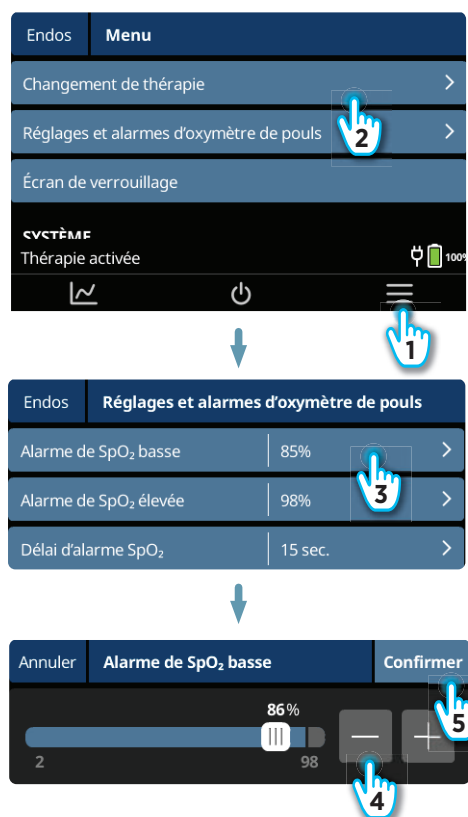 Endos Menu
Changement de thérapie
2
Réglages et alarmes d'oxymètre de pouls
Écran de verrouillage
SYSTÈME
Thérapie activée 100%
1
Endos Réglages et alarmes d'oxymètre de pouls
Alarme de SpO₂ basse 85%
3
Alarme de SpO₂ élevée 98%
Délai d'alarme SpO₂ 15 sec.
Annuler Alarme de SpO₂ basse Confirmer
86%
5
2 98
4